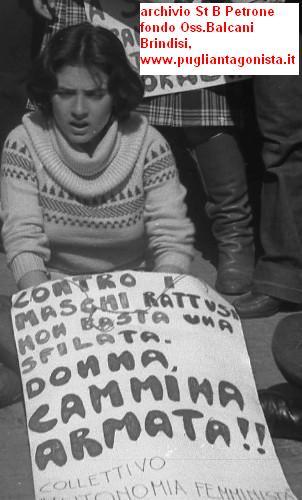 archivio St B Petrone
fondo Oss.Balcani
Brindisi,
www.pugliantagonista.it
CONTRO I
MASCHI RATTUSI
NON BASTA UNA
SFILATA.
DONNA,
CAMMINA
ARMATA!!
COLLETTIVO
AUTONOMIA FEMMINISTA